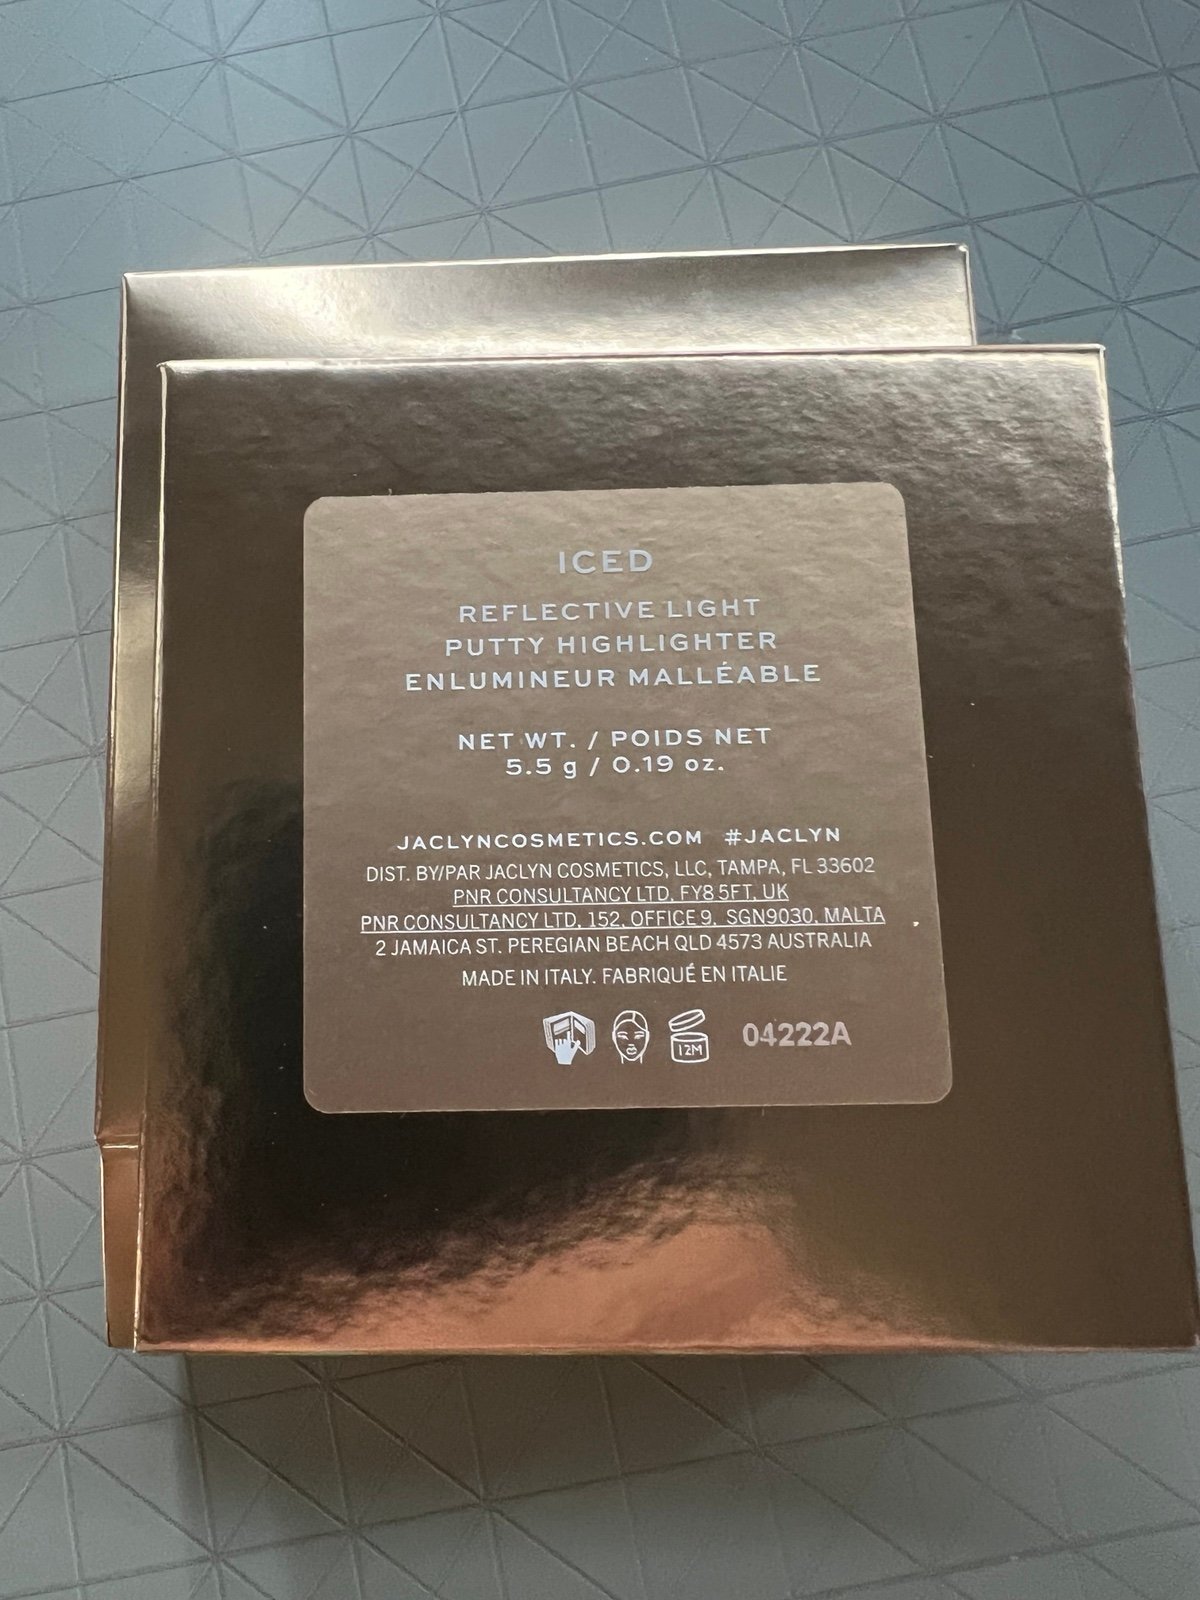 ICED
REFLECTIVE LIGHT
PUTTY HIGHLIGHTER
ENLUMINEUR MALLÉABLE
NET WT. / POIDS NET
5.5 g / 0.19 oz.
JACLYNCOSMETICS.COM #JACLYN
DIST. BY/PAR JACLYN COSMETICS, LLC, TAMPA, FL 33602
PNR CONSULTANCY LTD, FY8 5FT, UK
PNR CONSULTANCY LTD, 152, OFFICE 9, SGN9030, MALTA
2 JAMAICA ST. PEREGIAN BEACH QLD 4573 AUSTRALIA
MADE IN ITALY. FABRIQUÉ EN ITALIE
12M 04222A